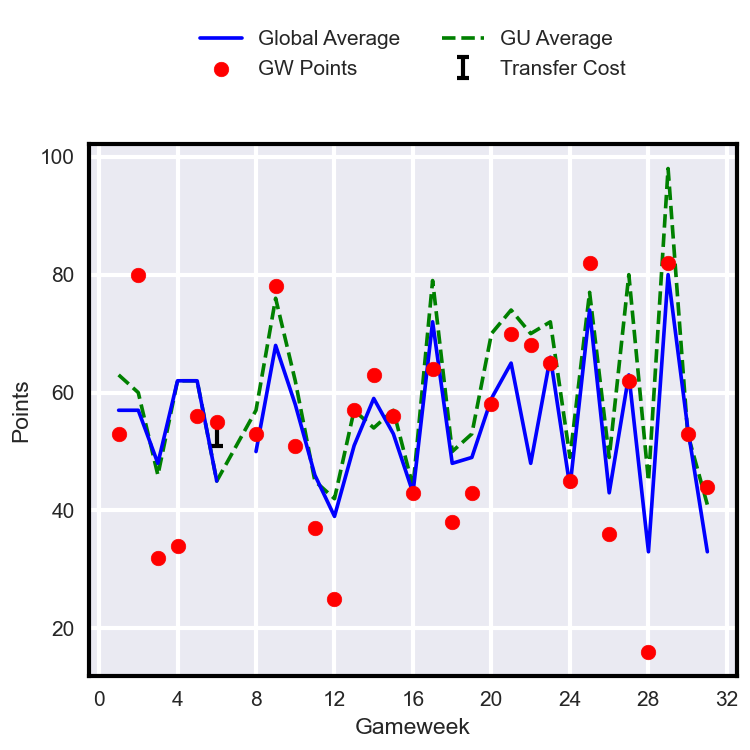 Global Average GU Average
GW Points Transfer Cost
100
80
60
40
20
Points
0 4 8 12 16 20 24 28 32
Gameweek